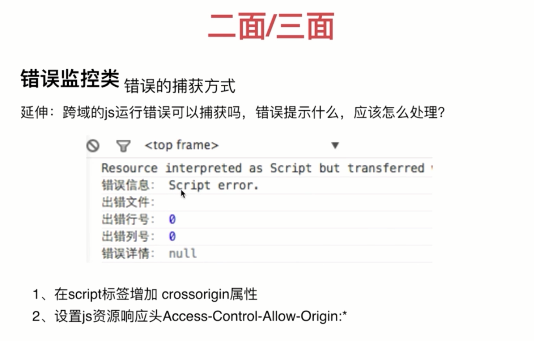 二面/三面
错误监控类 错误的捕获方式
延伸：跨域的js运行错误可以捕获吗，错误提示什么，应该怎么处理？
<top frame>
Resource interpreted as Script but transferred
错误信息： Script error.
出错文件：
出错行号： 0
出错列号： 0
错误详情： null
1、在script标签增加 crossorigin属性
2、设置js资源响应头Access-Control-Allow-Origin:*